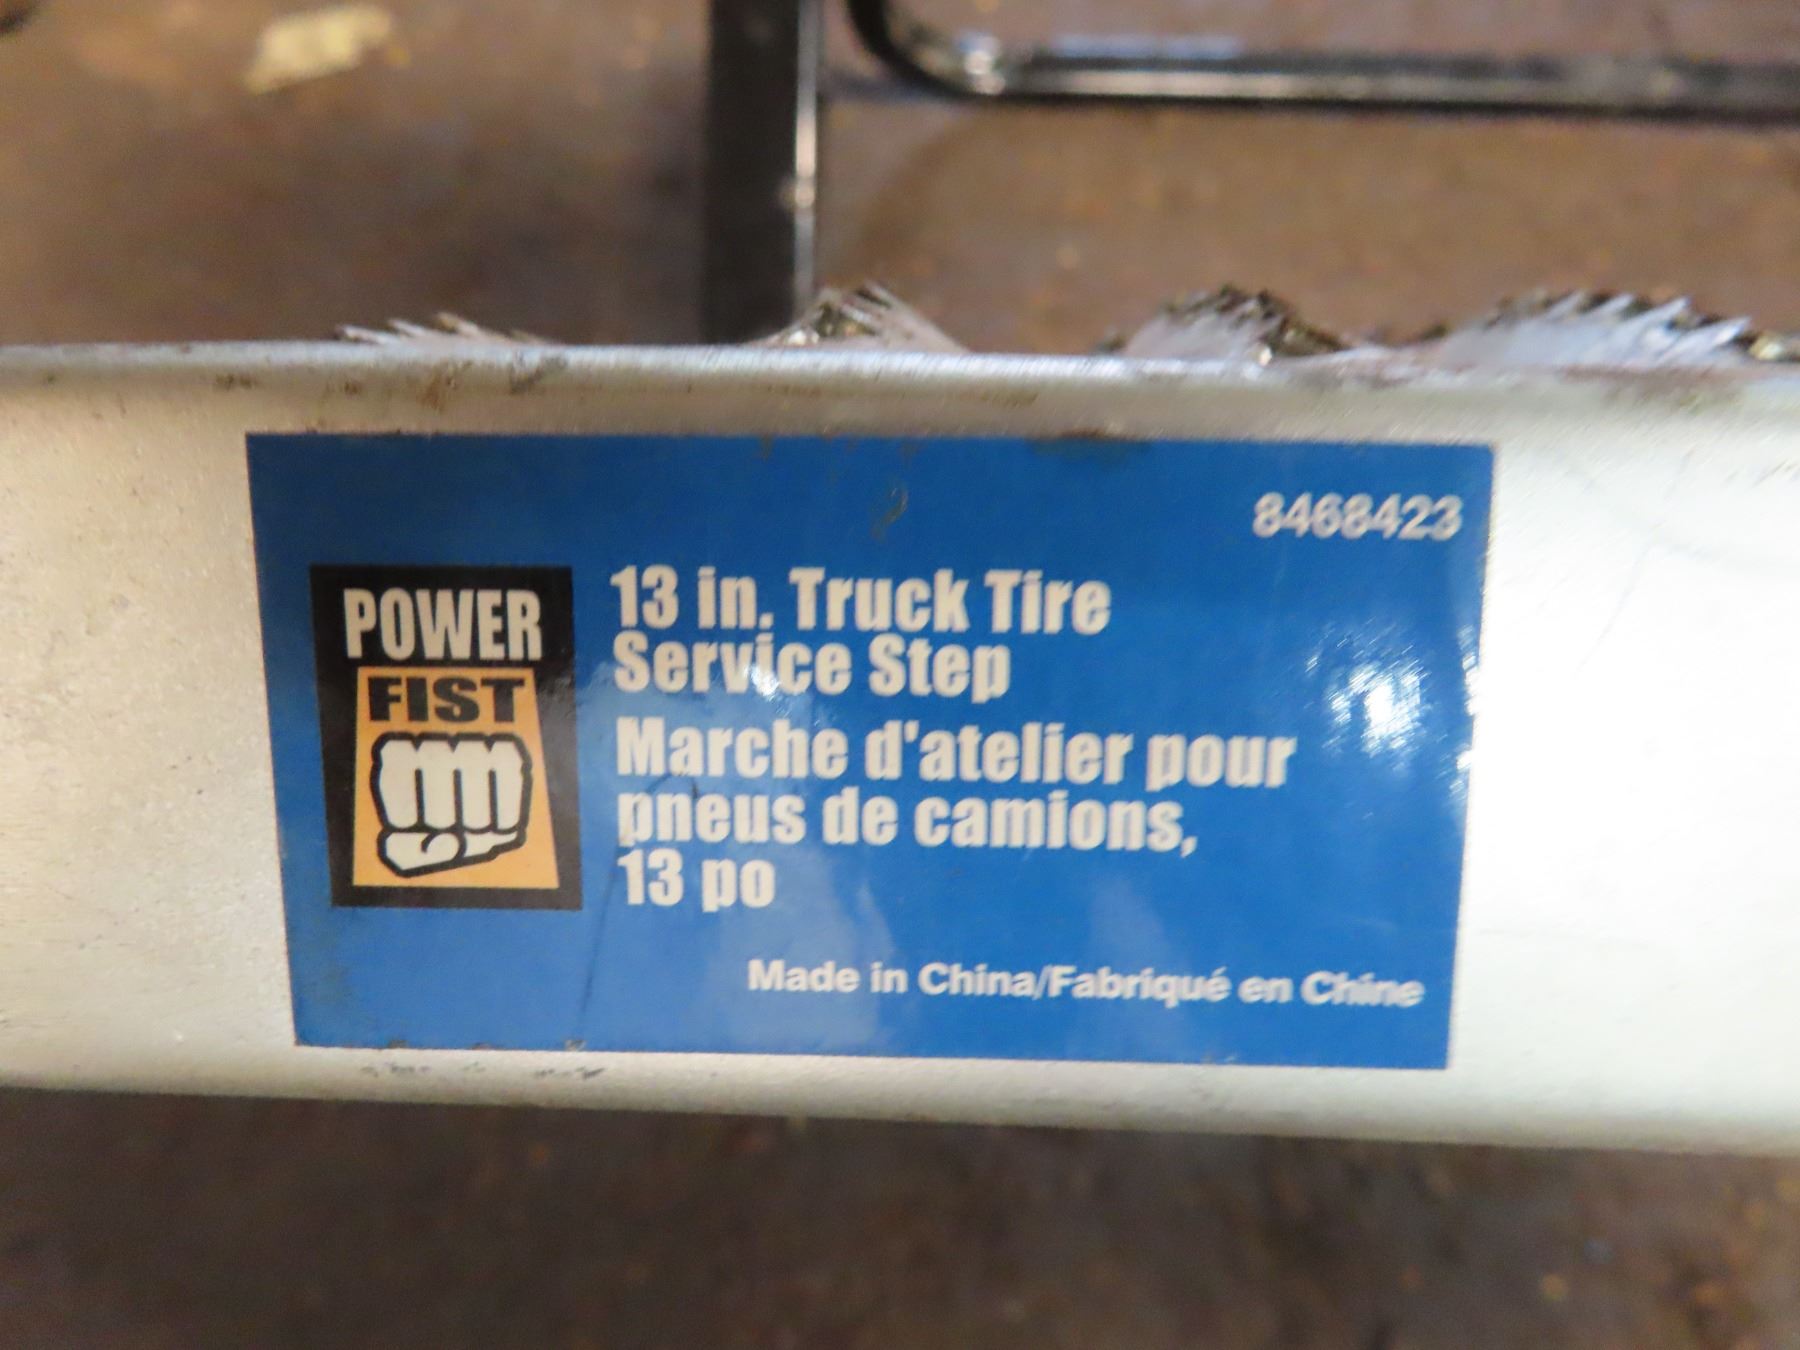 8468423
POWER
FIST
13 in. Truck Tire
Service Step
Marche d'atelier pour
pneus de camions,
13 po
Made in China/Fabriqué en Chine